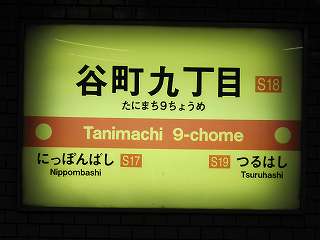 谷町九丁目 S18
たにまち9ちょうめ
Tanimachi 9-chome
にっぽんばし S17 S19 つるはし
Nippombashi Tsuruhashi